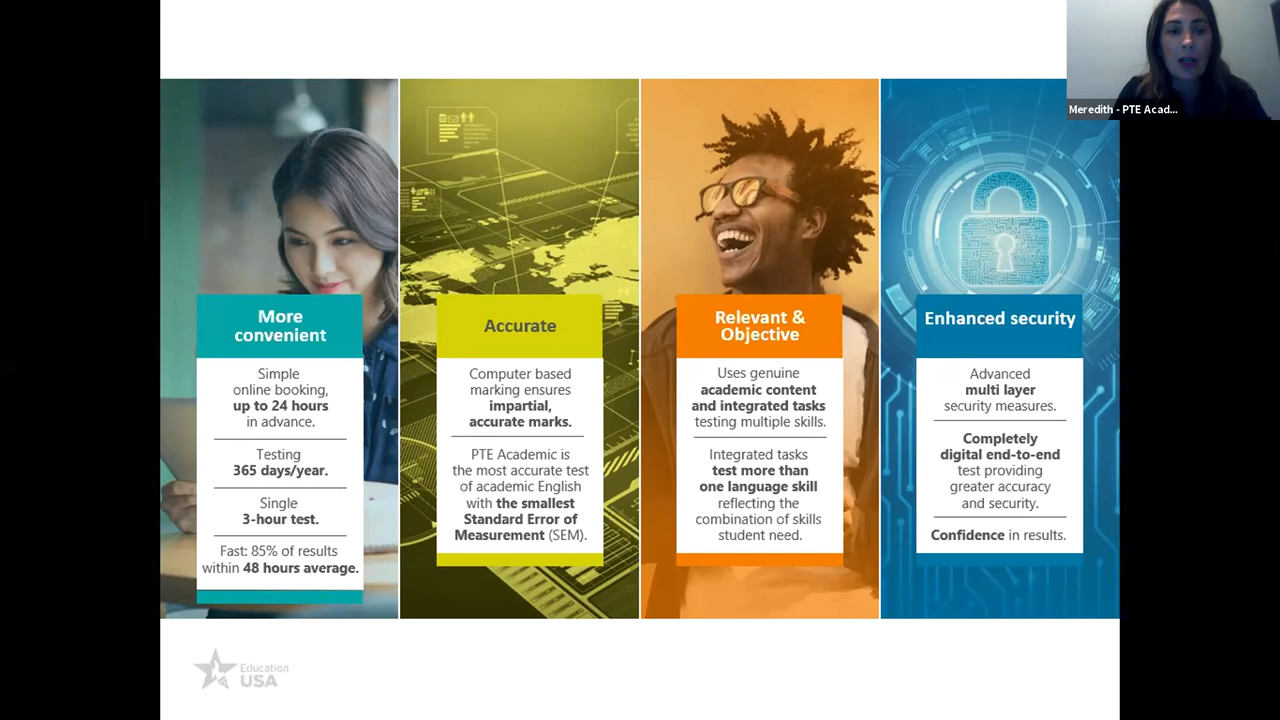 Meredith - PTE Acad...
More
convenient
Simple
online booking,
up to 24 hours
in advance.
Testing
365 days/year.
Single
3-hour test.
Fast: 85% of results
within 48 hours average.
Accurate
Computer based
marking ensures
impartial,
accurate marks.
PTE Academic is
the most accurate test
of academic English
with the smallest
Standard Error of
Measurement (SEM).
Relevant &
Objective
Uses genuine
academic content
and integrated tasks
testing multiple skills.
Integrated tasks
test more than
one language skill
reflecting the
combination of skills
student need.
Enhanced security
Advanced
multi layer
security measures.
Completely
digital end-to-end
test providing
greater accuracy
and security.
Confidence in results.
Education
USA